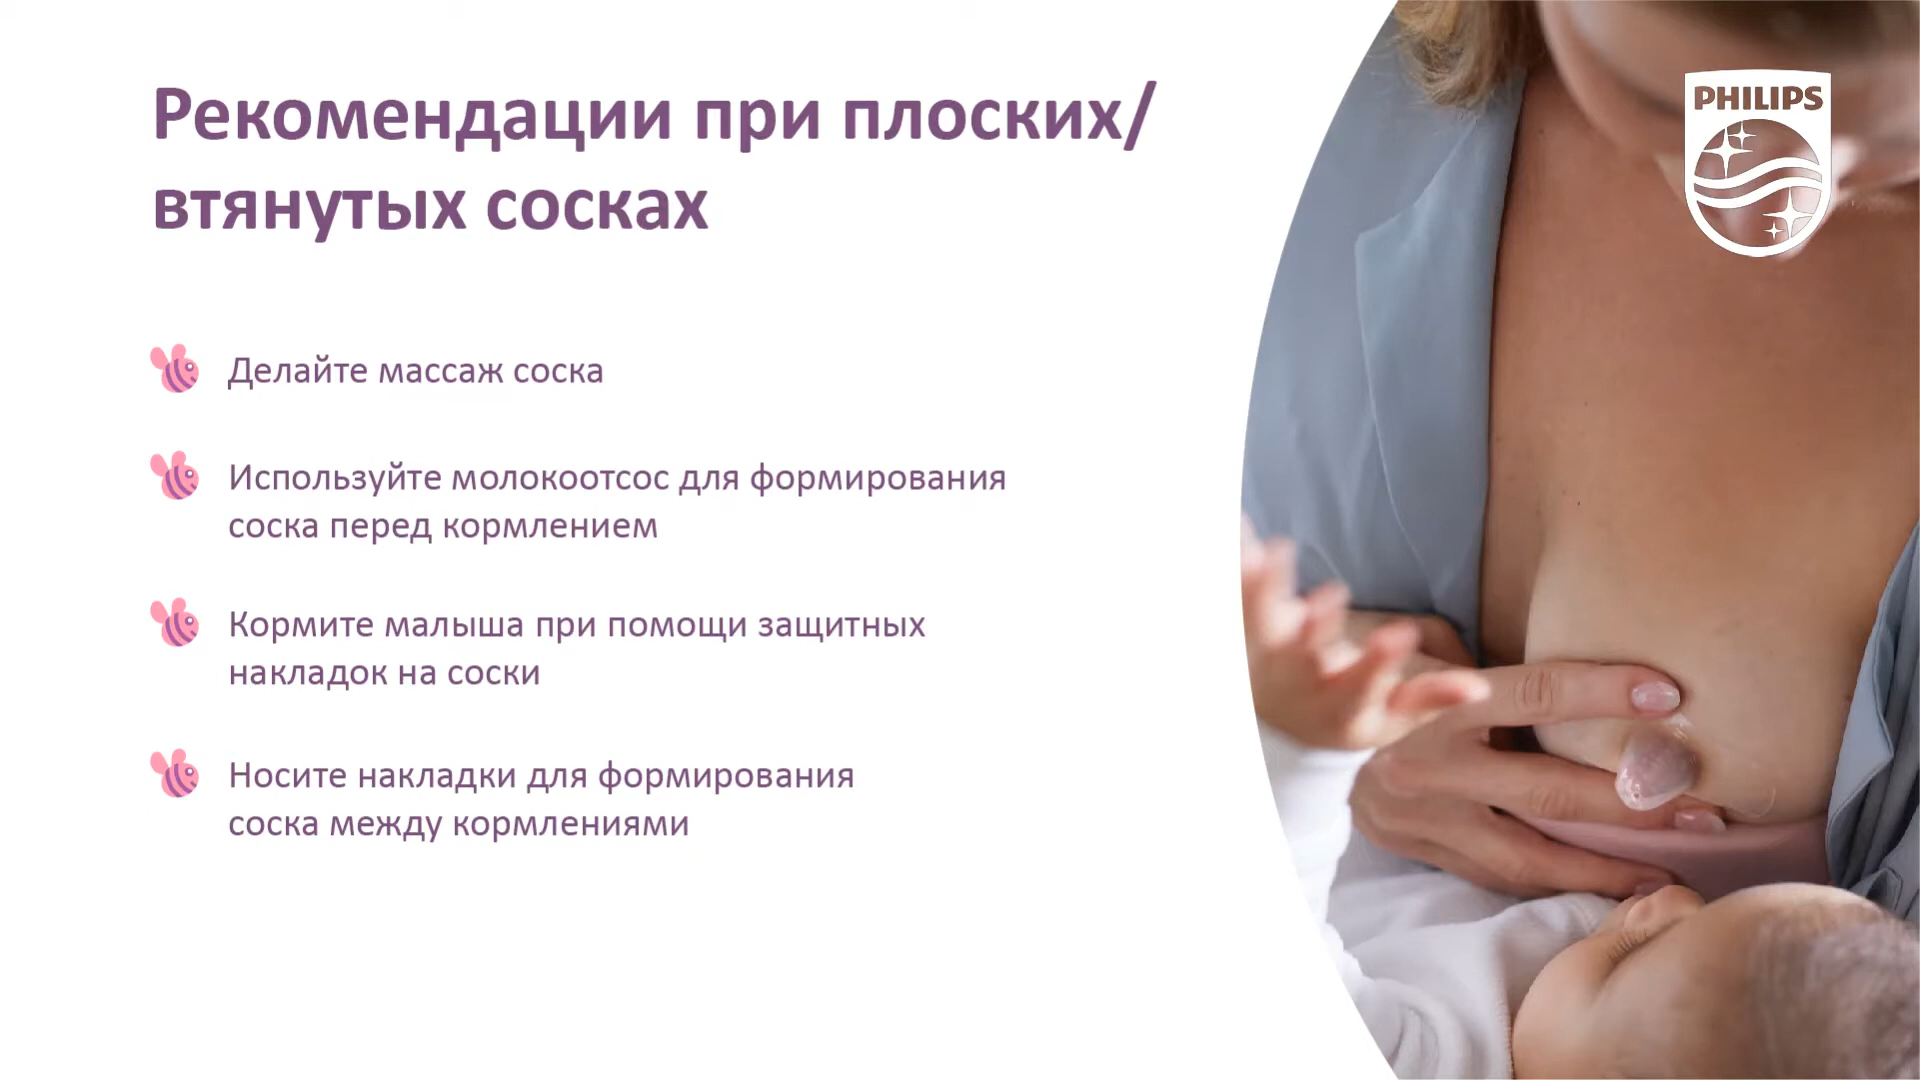 Рекомендации при плоских/
втянутых сосках
PHILIPS
Делайте массаж соска
Используйте молокоотсос для формирования
соска перед кормлением
Кормите малыша при помощи защитных
накладок на соски
Носите накладки для формирования
соска между кормлениями